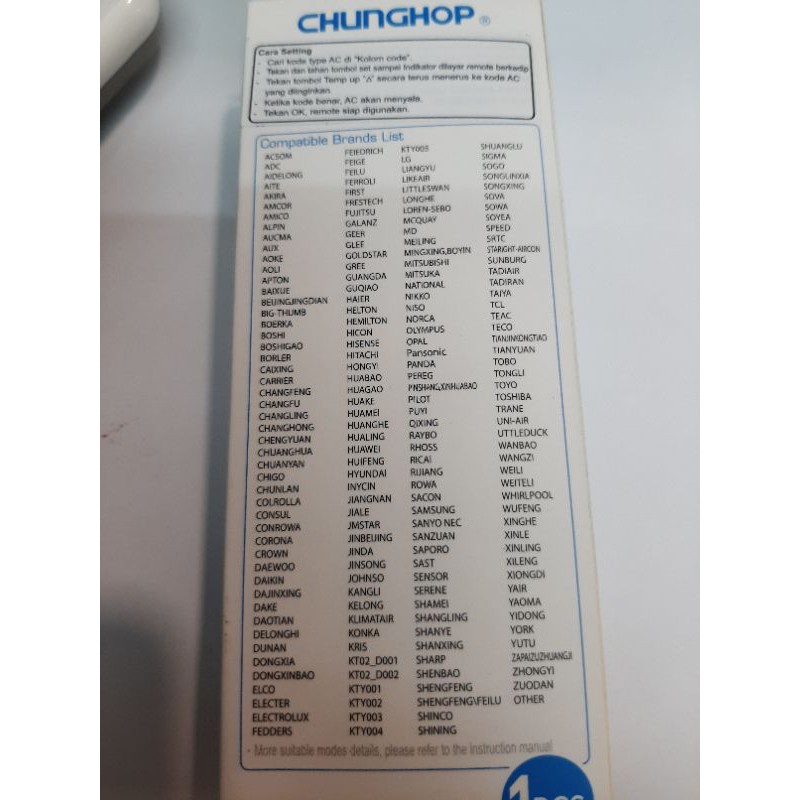 CHUNGHOP®
Cara Setting
- Cari kode type AC di "Kolom code".
- Tekan dan tahan tombol set sampai indikator dilayar remote berkedip
- Tekan tombol Temp up "Λ" secara terus menerus ke kode AC
yang diinginkan.
- Ketika kode benar, AC akan menyala.
- Tekan OK, remote siap digunakan.
Compatible Brands List
ACSOM
ADC
AIDELONG
AITE
AKIRA
AMCOR
AMICO
ALPIN
AUCMA
AUX
AOKE
AOLI
APTON
BAIXUE
BEIJINGJINGDIAN
BIG-THUMB
BOERKA
BOSHI
BOSHIGAO
BORLER
CAIXING
CARRIER
CHANGFENG
CHANGFU
CHANGLING
CHANGHONG
CHENGYUAN
CHUANGHUA
CHUANYAN
CHIGO
CHUNLAN
COLROLLA
CONSUL
CONROWA
CORONA
CROWN
DAEWOO
DAIKIN
DAJINXING
DAKE
DAOTIAN
DELONGHI
DUNAN
DONGXIA
DONGXINBAO
ELCO
ELECTER
ELECTROLUX
FEDDERS
FEIEDRICH
FEIGE
FEILU
FERROLI
FIRST
FRESTECH
FUJITSU
GALANZ
GEER
GLEE
GOLDSTAR
GREE
GUANGDA
GUQIAO
HAIER
HELTON
HEMILTON
HICON
HISENSE
HITACHI
HONGYI
HUABAO
HUAGAO
HUAKE
HUAMEI
HUANGHE
HUALING
HUAWEI
HUIFENG
HYUNDAI
INYCIN
JIANGNAN
JIALE
JMSTAR
JINBEIJING
JINDA
JINSONG
JOHNSO
KANGLI
KELONG
KLIMATAIR
KONKA
KRIS
KT02_D001
KT02_D002
KTY001
KTY002
KTY003
KTY004
KTY005
LG
LIANGYU
LIKEAIR
LITTLESWAN
LONGHE
LOREN-SEBO
MCQUAY
MD
MEILING
MINGXING,BOYIN
MITSUBISHI
MITSUKA
NATIONAL
NIKKO
NISO
NORCA
OLYMPUS
OPAL
Pansonic
PANDA
PEREG
PINSHANG,XINHUABAO
PILOT
PUYI
QIXING
RAYBO
RHOSS
RICAI
RIJIANG
ROWA
SACON
SAMSUNG
SANYO NEC
SANZUAN
SAPORO
SAST
SENSOR
SERENE
SHAMEI
SHANGLING
SHANYE
SHANXING
SHARP
SHENBAO
SHENGFENG
SHENGFENG\FEILU
SHINCO
SHINING
SHUANGLU
SIGMA
SOGO
SONGLINXIA
SONGXING
SOVA
SOWA
SOYEA
SPEED
SRTC
STARIGHT-AIRCON
SUNBURG
TADIAIR
TADIRAN
TAIYA
TCL
TEAC
TECO
TIANJINKONGTIAO
TIANYUAN
TOBO
TONGLI
TOYO
TOSHIBA
TRANE
UNI-AIR
UTTLEDUCK
WANBAO
WANGZI
WEILI
WEITELI
WHIRLPOOL
WUFENG
XINGHE
XINLE
XINLING
XILENG
XIONGDI
YAIR
YAOMA
YIDONG
YORK
YUTU
ZAPAIZUZHUANGJI
ZHONGYI
ZUODAN
OTHER
· More suitable modes details, please refer to the instruction manual
1PCS